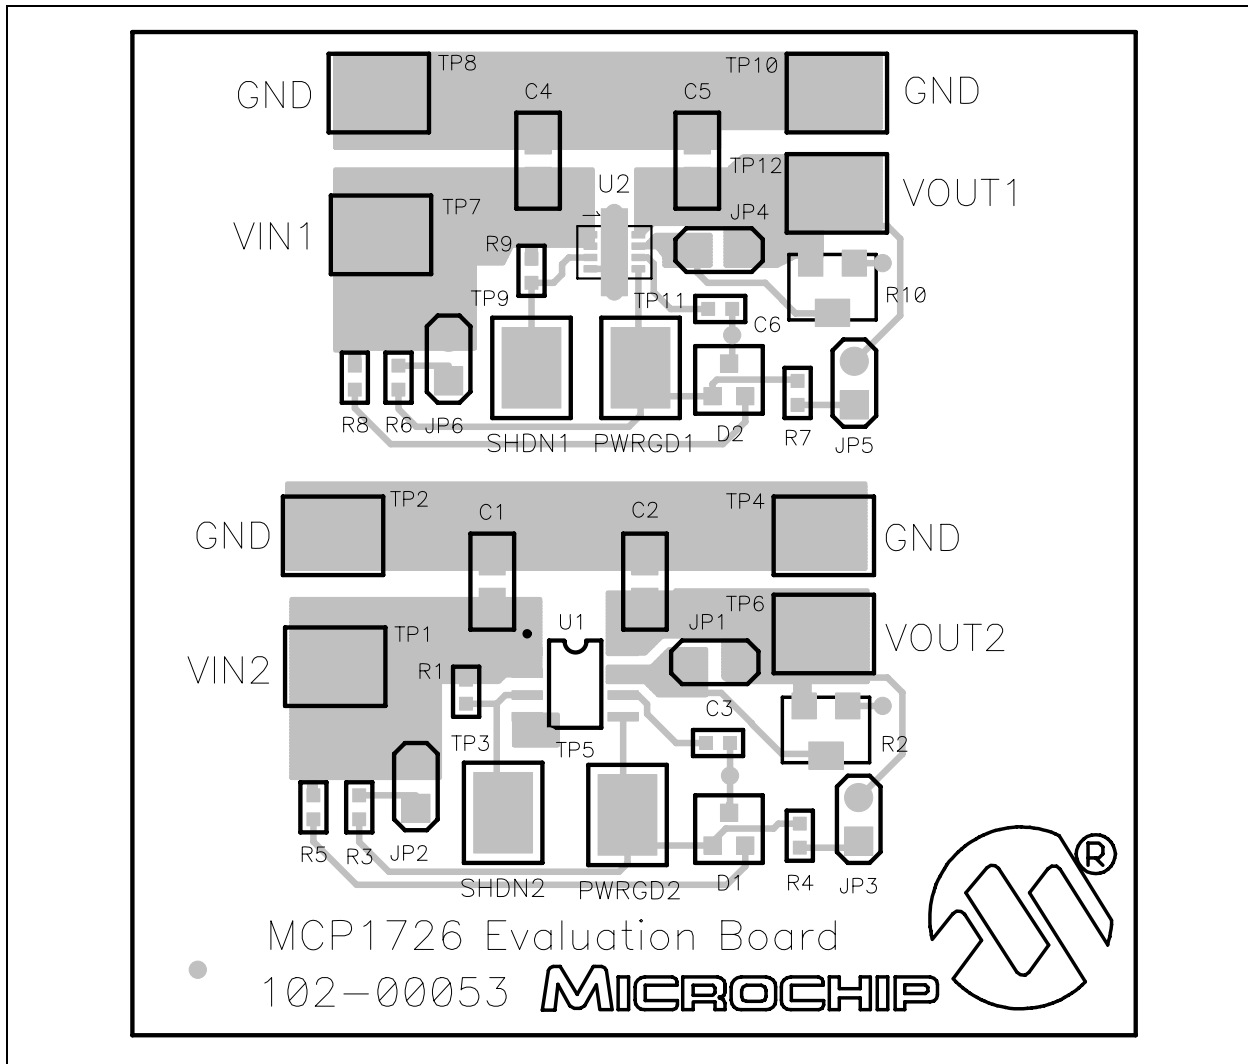 TP8
TP10
GND
C4
C5
GND
TP12
U2
VOUT1
TP7
JP4
VIN1
1
R9
TP9
TP11
R10
C6
R8
R6
JP6
SHDN1
PWRGD1
D2
R7
JP5
TP2
TP4
GND
C1
C2
GND
TP6
U1
JP1
VOUT2
TP1
VIN2
R1
C3
TP3
TP5
R2
R5
R3
JP2
SHDN2
PWRGD2
D1
R4
JP3
®
MCP1726 Evaluation Board
102-00053
MICROCHIP